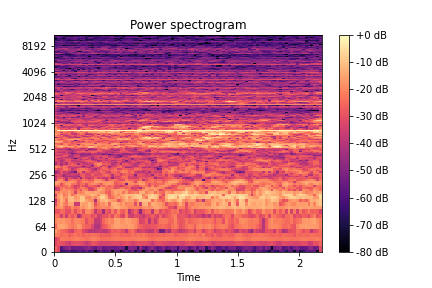 Power spectrogram
Hz
8192
4096
2048
1024
512
256
128
64
0
0
0.5
1
1.5
2
Time
+0 dB
-10 dB
-20 dB
-30 dB
-40 dB
-50 dB
-60 dB
-70 dB
-80 dB